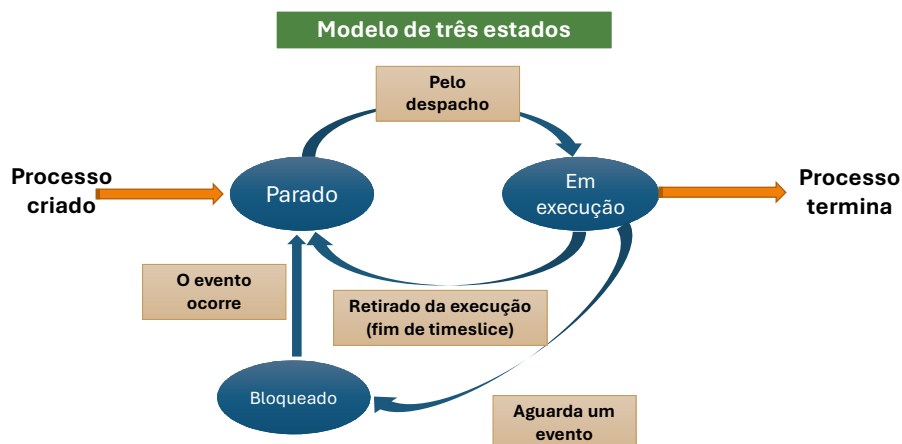 Modelo de três estados
Pelo
despacho
Processo
criado
Parado
Em
execução
Processo
termina
O evento
ocorre
Retirado da execução
(fim de timeslice)
Bloqueado
Aguarda um
evento